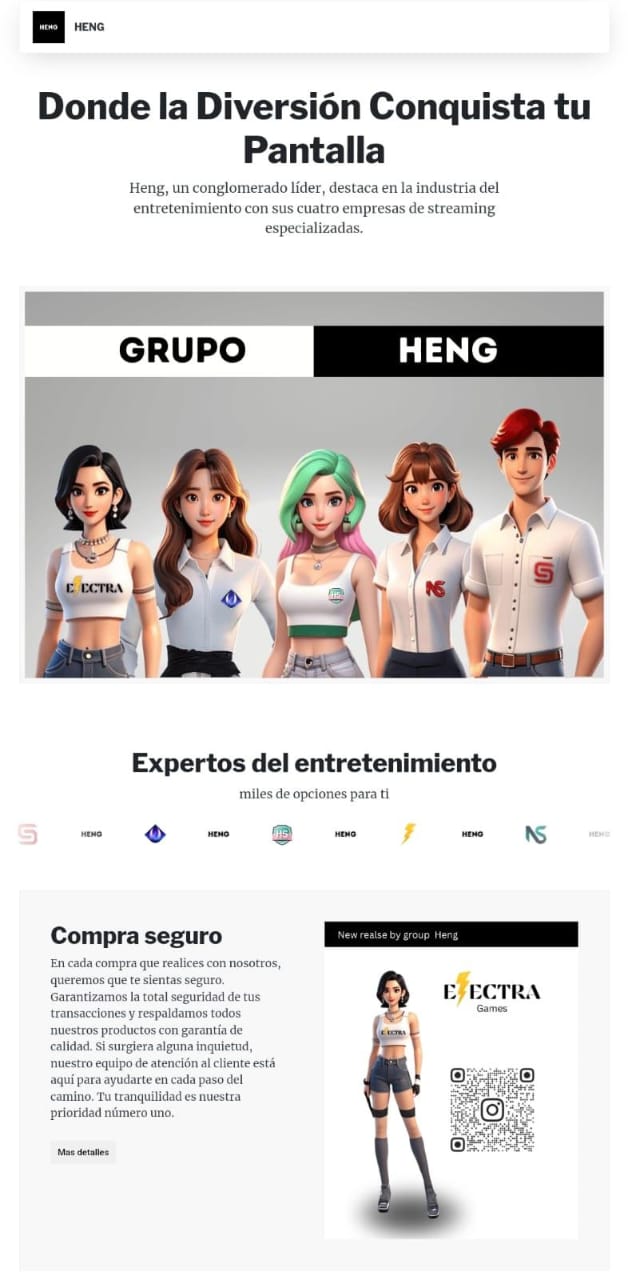 HENG HENG
Donde la Diversión Conquista tu
Pantalla
Heng, un conglomerado líder, destaca en la industria del
entretenimiento con sus cuatro empresas de streaming
especializadas.
GRUPO HENG
ELECTRA
NS
S
Expertos del entretenimiento
miles de opciones para ti
S HENG HENG HENG HENG NS HENG
Compra seguro
En cada compra que realices con nosotros,
queremos que te sientas seguro.
Garantizamos la total seguridad de tus
transacciones y respaldamos todos
nuestros productos con garantía de
calidad. Si surgiera alguna inquietud,
nuestro equipo de atención al cliente está
aquí para ayudarte en cada paso del
camino. Tu tranquilidad es nuestra
prioridad número uno.
Mas detalles
New realse by group Heng
ELECTRA
Games
ELECTRA